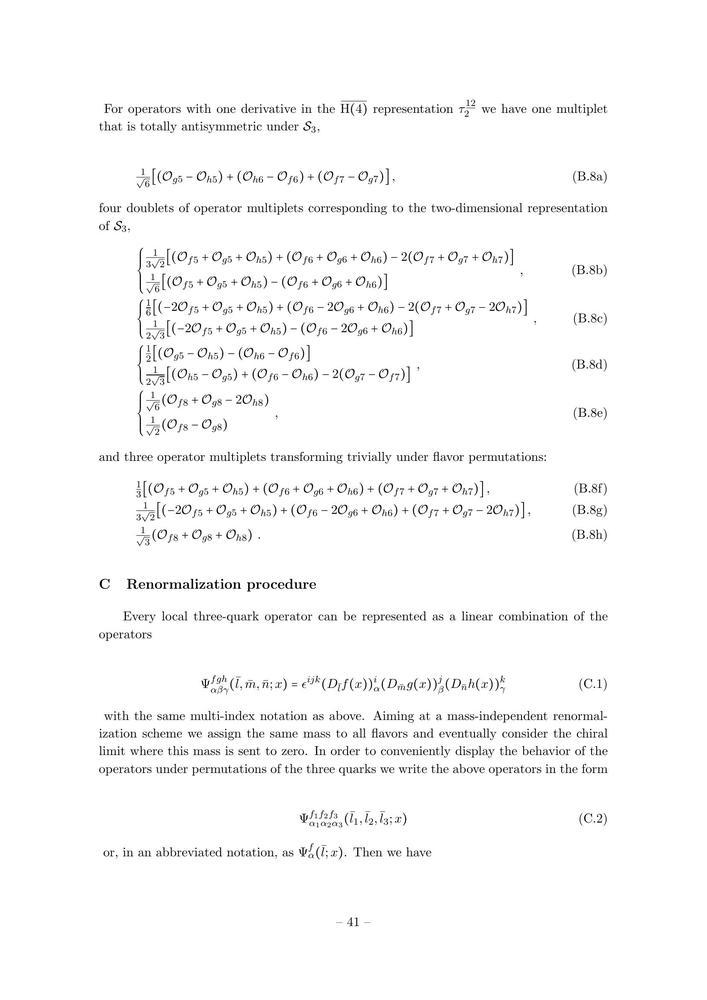 For operators with one derivative in the $\overline{\mathrm{H}(4)}$ representation $\tau_2^{\underline{12}}$ we have one multiplet
that is totally antisymmetric under $\mathcal{S}_3$,
$\frac{1}{\sqrt{6}}\big[(\mathcal{O}_{g5}-\mathcal{O}_{h5})+(\mathcal{O}_{h6}-\mathcal{O}_{f6})+(\mathcal{O}_{f7}-\mathcal{O}_{g7})\big]$, (B.8a)
four doublets of operator multiplets corresponding to the two-dimensional representation
of $\mathcal{S}_3$,
$\begin{cases}\frac{1}{3\sqrt{2}}\big[(\mathcal{O}_{f5}+\mathcal{O}_{g5}+\mathcal{O}_{h5})+(\mathcal{O}_{f6}+\mathcal{O}_{g6}+\mathcal{O}_{h6})-2(\mathcal{O}_{f7}+\mathcal{O}_{g7}+\mathcal{O}_{h7})\big]\\
\frac{1}{\sqrt{6}}\big[(\mathcal{O}_{f5}+\mathcal{O}_{g5}+\mathcal{O}_{h5})-(\mathcal{O}_{f6}+\mathcal{O}_{g6}+\mathcal{O}_{h6})\big]\end{cases}$, (B.8b)
$\begin{cases}\frac{1}{6}\big[(-2\mathcal{O}_{f5}+\mathcal{O}_{g5}+\mathcal{O}_{h5})+(\mathcal{O}_{f6}-2\mathcal{O}_{g6}+\mathcal{O}_{h6})-2(\mathcal{O}_{f7}+\mathcal{O}_{g7}-2\mathcal{O}_{h7})\big]\\
\frac{1}{2\sqrt{3}}\big[(-2\mathcal{O}_{f5}+\mathcal{O}_{g5}+\mathcal{O}_{h5})-(\mathcal{O}_{f6}-2\mathcal{O}_{g6}+\mathcal{O}_{h6})\big]\end{cases}$, (B.8c)
$\begin{cases}\frac{1}{2}\big[(\mathcal{O}_{g5}-\mathcal{O}_{h5})-(\mathcal{O}_{h6}-\mathcal{O}_{f6})\big]\\
\frac{1}{2\sqrt{3}}\big[(\mathcal{O}_{h5}-\mathcal{O}_{g5})+(\mathcal{O}_{f6}-\mathcal{O}_{h6})-2(\mathcal{O}_{g7}-\mathcal{O}_{f7})\big]\end{cases}$, (B.8d)
$\begin{cases}\frac{1}{\sqrt{6}}(\mathcal{O}_{f8}+\mathcal{O}_{g8}-2\mathcal{O}_{h8})\\
\frac{1}{\sqrt{2}}(\mathcal{O}_{f8}-\mathcal{O}_{g8})\end{cases}$, (B.8e)
and three operator multiplets transforming trivially under flavor permutations:
$\frac{1}{3}\big[(\mathcal{O}_{f5}+\mathcal{O}_{g5}+\mathcal{O}_{h5})+(\mathcal{O}_{f6}+\mathcal{O}_{g6}+\mathcal{O}_{h6})+(\mathcal{O}_{f7}+\mathcal{O}_{g7}+\mathcal{O}_{h7})\big]$, (B.8f)
$\frac{1}{3\sqrt{2}}\big[(-2\mathcal{O}_{f5}+\mathcal{O}_{g5}+\mathcal{O}_{h5})+(\mathcal{O}_{f6}-2\mathcal{O}_{g6}+\mathcal{O}_{h6})+(\mathcal{O}_{f7}+\mathcal{O}_{g7}-2\mathcal{O}_{h7})\big]$, (B.8g)
$\frac{1}{\sqrt{3}}(\mathcal{O}_{f8}+\mathcal{O}_{g8}+\mathcal{O}_{h8})$ . (B.8h)
C Renormalization procedure
Every local three-quark operator can be represented as a linear combination of the
operators
$\Psi^{fgh}_{\alpha\beta\gamma}(\bar{l},\bar{m},\bar{n};x)=\epsilon^{ijk}(D_{\bar{l}}f(x))^i_\alpha(D_{\bar{m}}g(x))^j_\beta(D_{\bar{n}}h(x))^k_\gamma$ (C.1)
with the same multi-index notation as above. Aiming at a mass-independent renormal-
ization scheme we assign the same mass to all flavors and eventually consider the chiral
limit where this mass is sent to zero. In order to conveniently display the behavior of the
operators under permutations of the three quarks we write the above operators in the form
$\Psi^{f_1f_2f_3}_{\alpha_1\alpha_2\alpha_3}(\bar{l}_1,\bar{l}_2,\bar{l}_3;x)$ (C.2)
or, in an abbreviated notation, as $\Psi^f_\alpha(\bar{l};x)$. Then we have
– 41 –